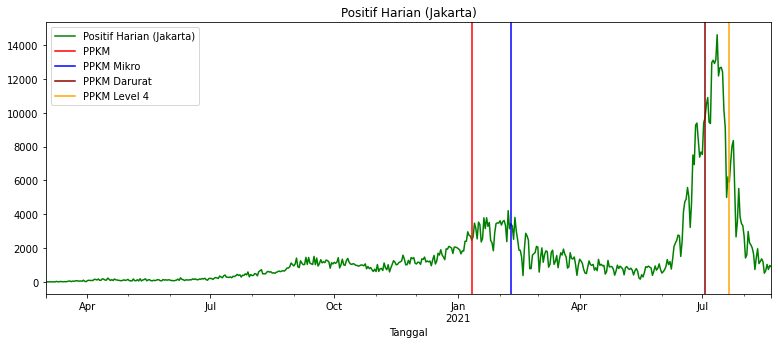 Positif Harian (Jakarta)
Positif Harian (Jakarta)
PPKM
PPKM Mikro
PPKM Darurat
PPKM Level 4
14000
12000
10000
8000
6000
4000
2000
0
Apr Jul Oct Jan Apr Jul
2021
Tanggal